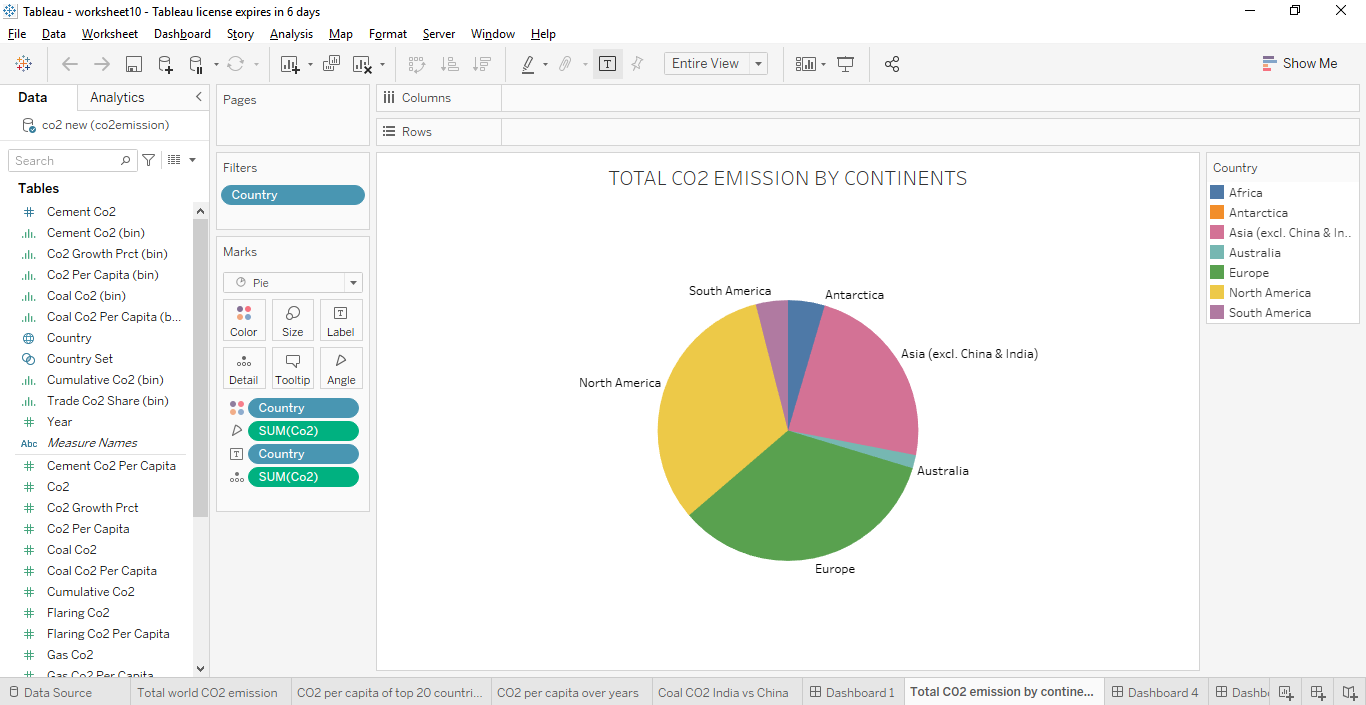 Tableau - worksheet10 - Tableau license expires in 6 days
File Data Worksheet Dashboard Story Analysis Map Format Server Window Help
Entire View
Show Me
Data Analytics
co2 new (co2emission)
Search
Tables
Cement Co2
Cement Co2 (bin)
Co2 Growth Prct (bin)
Co2 Per Capita (bin)
Coal Co2 (bin)
Coal Co2 Per Capita (b...
Country
Country Set
Cumulative Co2 (bin)
Trade Co2 Share (bin)
Year
Abc Measure Names
Cement Co2 Per Capita
Co2
Co2 Growth Prct
Co2 Per Capita
Coal Co2
Coal Co2 Per Capita
Cumulative Co2
Flaring Co2
Flaring Co2 Per Capita
Gas Co2
Gas Co2 Per Capita
Pages
Filters
Country
Marks
Pie
Color Size Label
Detail Tooltip Angle
Country
SUM(Co2)
Country
SUM(Co2)
Columns
Rows
TOTAL CO2 EMISSION BY CONTINENTS
South America
Antarctica
Asia (excl. China & India)
North America
Australia
Europe
Country
Africa
Antarctica
Asia (excl. China & In..
Australia
Europe
North America
South America
Data Source
Total world CO2 emission
CO2 per capita of top 20 countri...
CO2 per capita over years
Coal CO2 India vs China
Dashboard 1
Total CO2 emission by contine...
Dashboard 4
Dashb